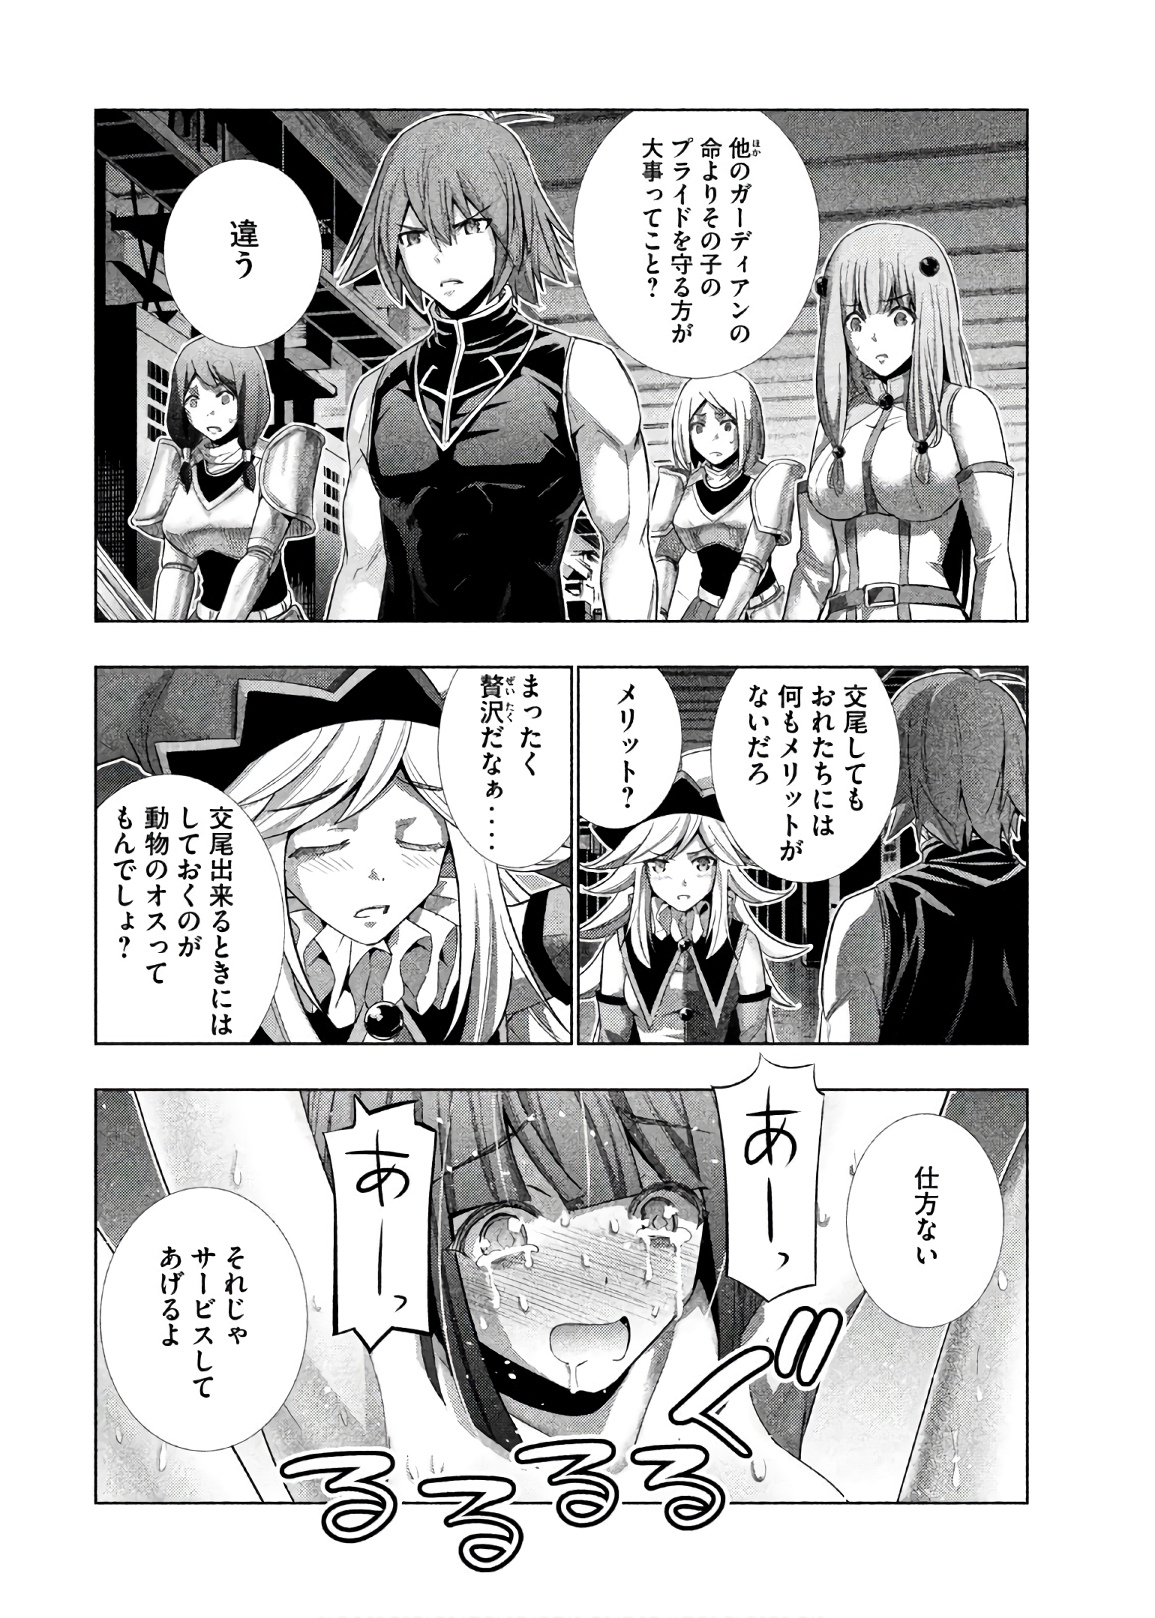 他のガーディアンの
命よりその子の
プライドを守る方が
大事ってこと?
ほか
違う
交尾しても
おれたちには
何もメリットが
ないだろ
メリット?
まったく
贅沢だなぁ・・・・
ぜいたく
交尾出来るときには
しておくのが
動物のオスって
もんでしょ?
仕方ない
あーっ
あーっ
それじゃ
サービスして
あげるよ
ぐるるるる